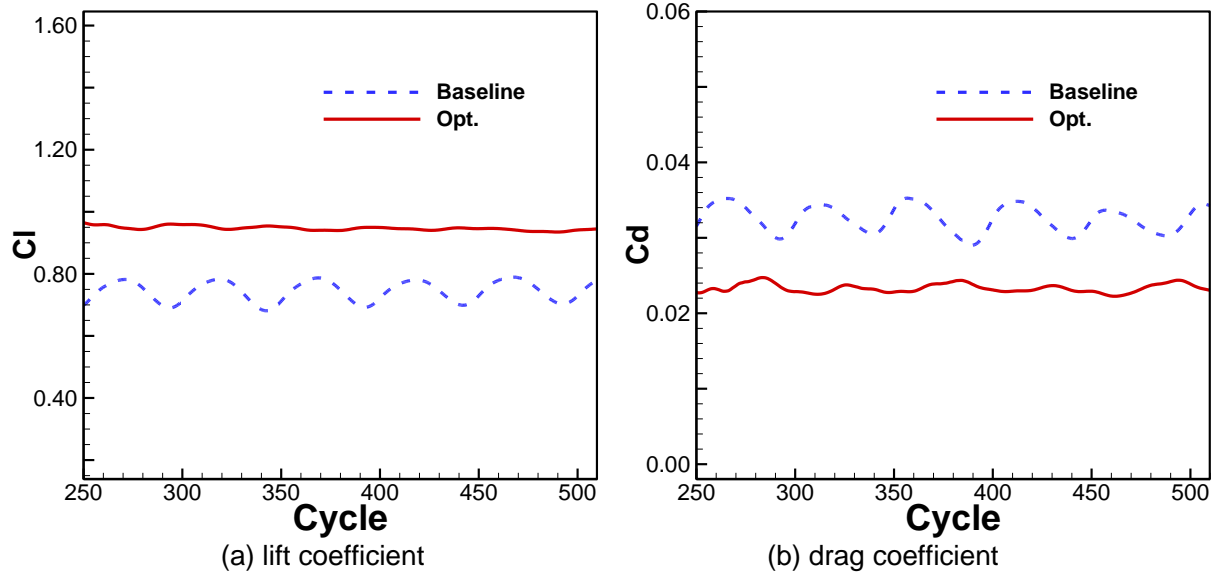 1.60
1.20
0.80
0.40
Cl
Baseline
Opt.
250 300 350 400 450 500
Cycle
(a) lift coefficient
0.06
0.04
0.02
0.00
Cd
Baseline
Opt.
250 300 350 400 450 500
Cycle
(b) drag coefficient